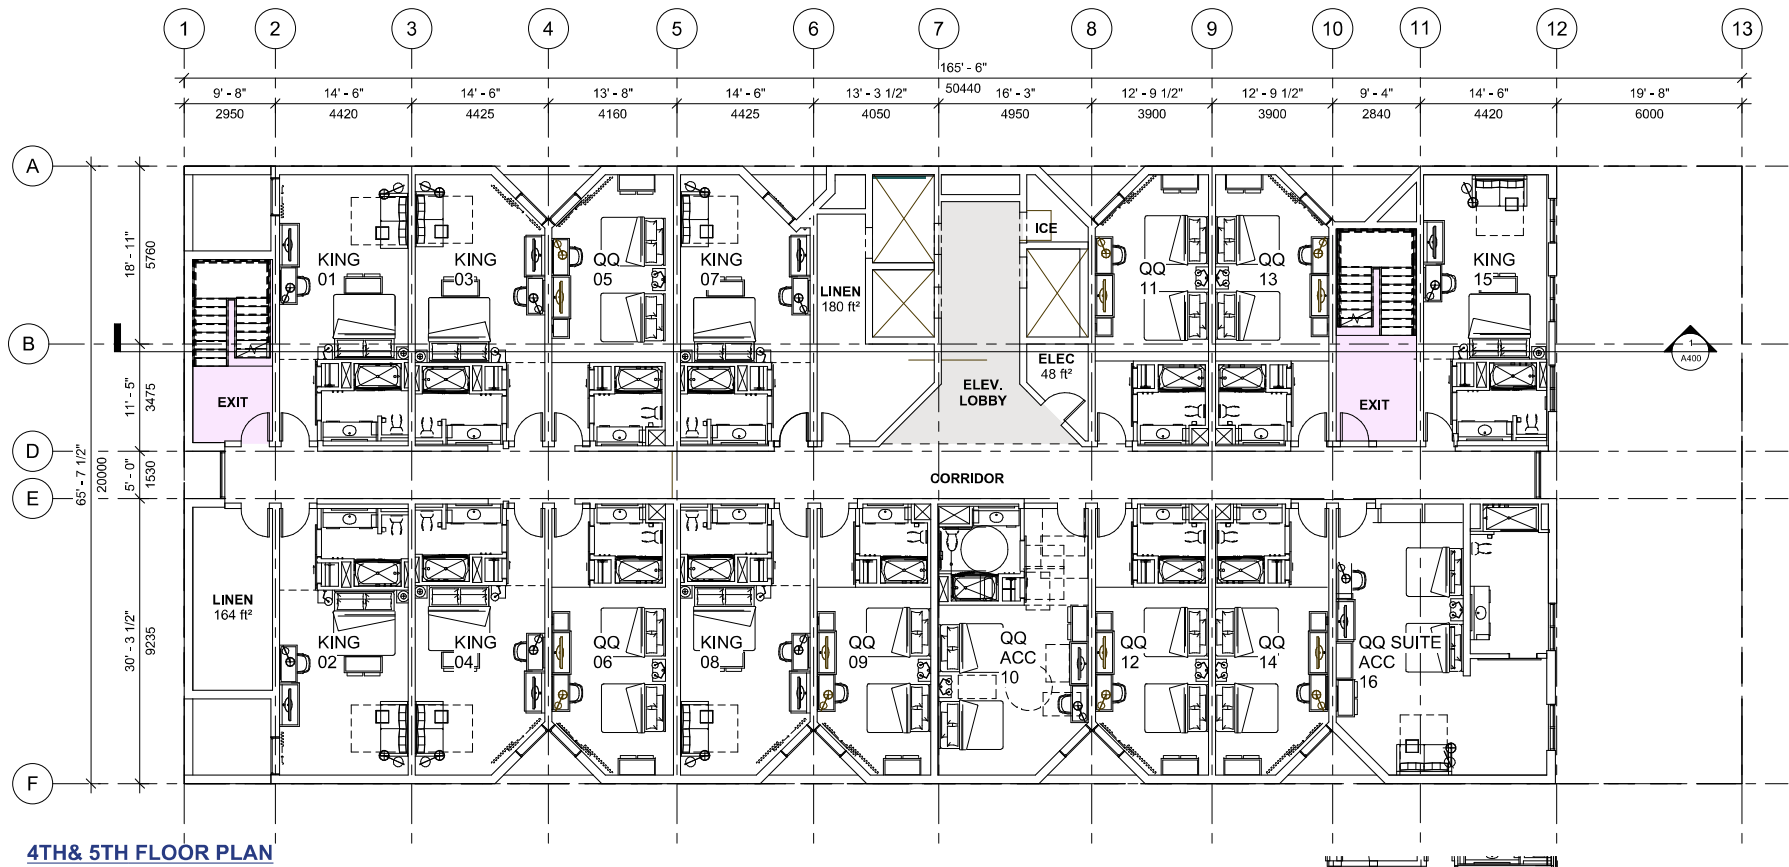 1 2 3 4 5 6 7 8 9 10 11 12 13
165' - 6"
50440
9' - 8" 14' - 6" 14' - 6" 13' - 8" 14' - 6" 13' - 3 1/2" 16' - 3" 12' - 9 1/2" 12' - 9 1/2" 9' - 4" 14' - 6" 19' - 8"
2950 4420 4425 4160 4425 4050 4950 3900 3900 2840 4420 6000
A
B
D
E
F
65' - 7 1/2"
20000
18' - 11"
5760
11' - 5"
3475
5' - 0"
1530
30' - 3 1/2"
9235
KING
01
KING
03
QQ
05
KING
07
LINEN
180 ft²
ICE
QQ
11
QQ
13
KING
15
1
A400
EXIT
ELEV.
LOBBY
ELEC
48 ft²
EXIT
CORRIDOR
LINEN
164 ft²
KING
02
KING
04
QQ
06
KING
08
QQ
09
QQ
ACC
10
QQ
12
QQ
14
QQ SUITE
ACC
16
4TH& 5TH FLOOR PLAN